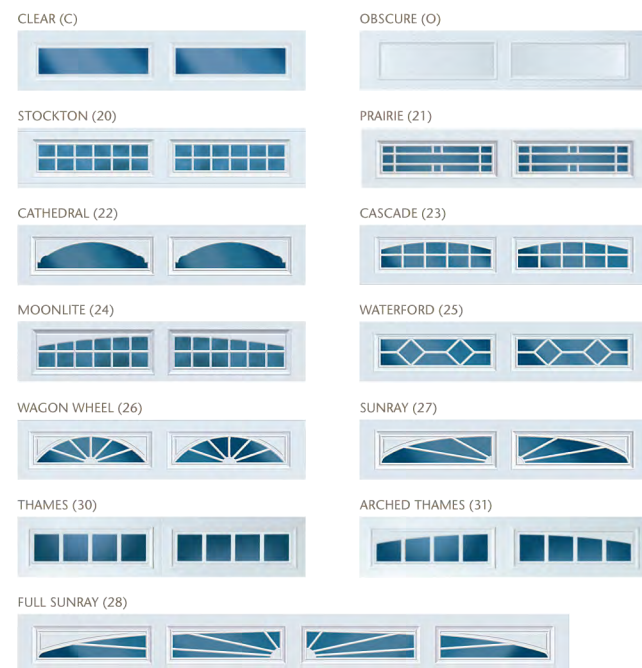 CLEAR (C)
OBSCURE (O)
STOCKTON (20)
PRAIRIE (21)
CATHEDRAL (22)
CASCADE (23)
MOONLITE (24)
WATERFORD (25)
WAGON WHEEL (26)
SUNRAY (27)
THAMES (30)
ARCHED THAMES (31)
FULL SUNRAY (28)